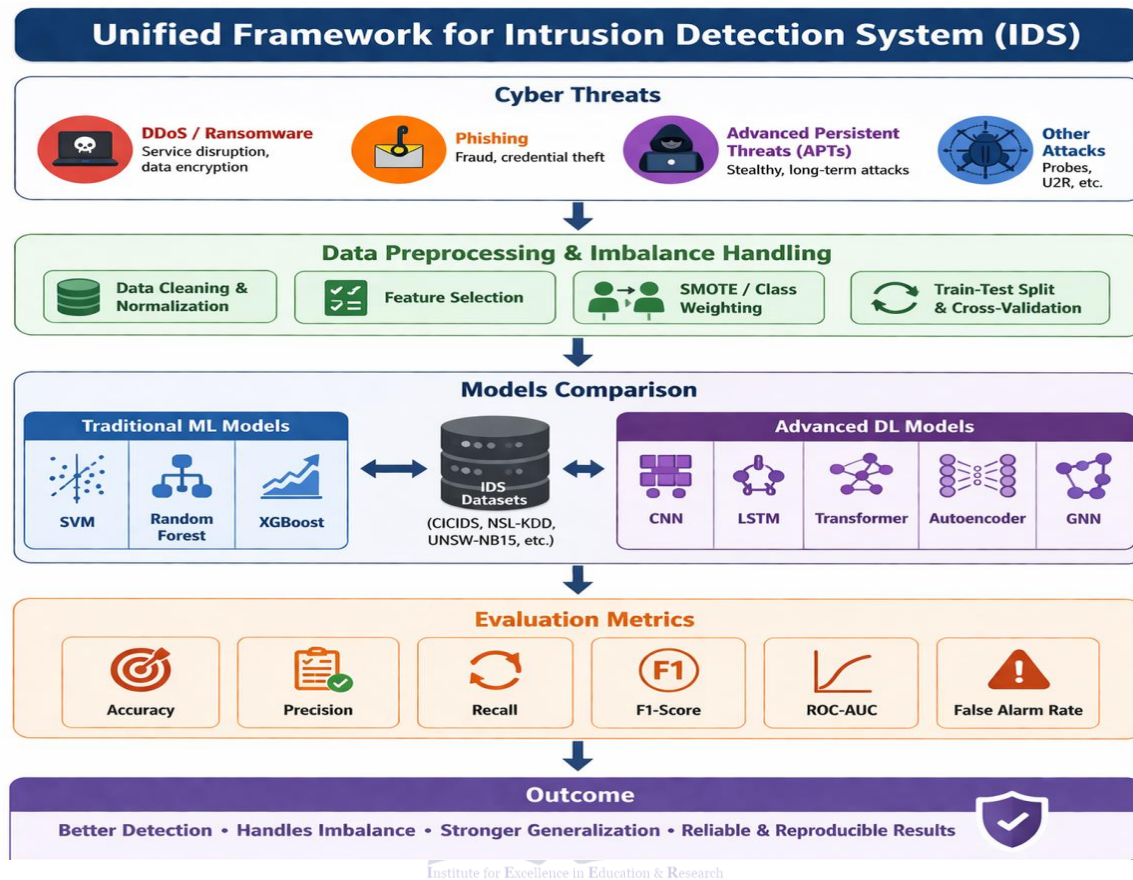 Unified Framework for Intrusion Detection System (IDS)
Cyber Threats
DDoS / Ransomware
Service disruption,
data encryption
Phishing
Fraud, credential theft
Advanced Persistent
Threats (APTs)
Stealthy, long-term attacks
Other
Attacks
Probes,
U2R, etc.
Data Preprocessing & Imbalance Handling
Data Cleaning &
Normalization
Feature Selection
SMOTE / Class
Weighting
Train-Test Split
& Cross-Validation
Models Comparison
Traditional ML Models
SVM
Random
Forest
XGBoost
IDS
Datasets
(CICIDS, NSL-KDD,
UNSW-NB15, etc.)
Advanced DL Models
CNN
LSTM
Transformer
Autoencoder
GNN
Evaluation Metrics
Accuracy
Precision
Recall
F1
F1-Score
ROC-AUC
False Alarm Rate
Outcome
Better Detection • Handles Imbalance • Stronger Generalization • Reliable & Reproducible Results
Institute for Excellence in Education & Research